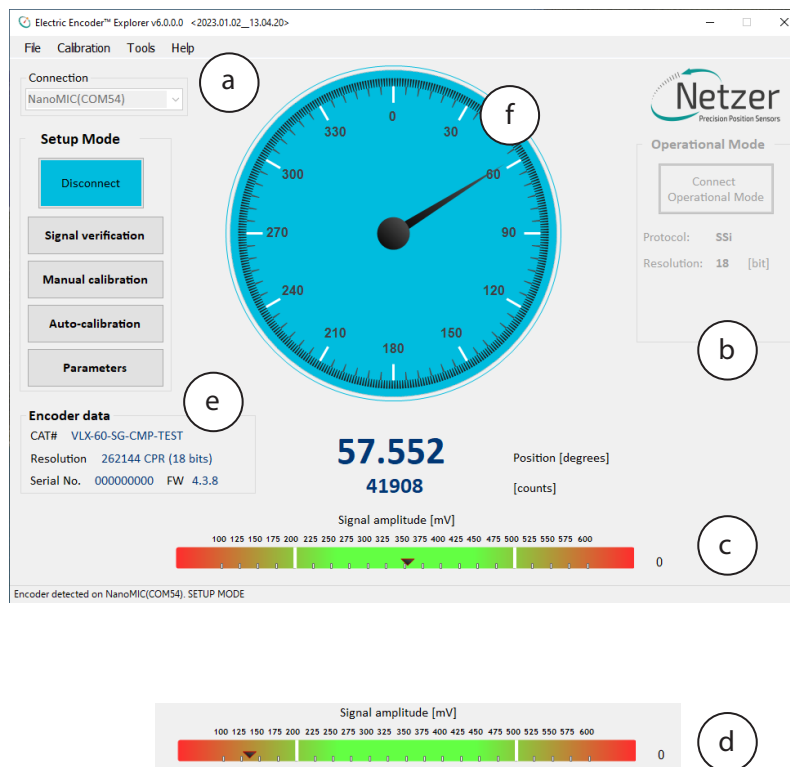 Electric Encoder™ Explorer v6.0.0.0 <2023.01.02__13.04.20>
File Calibration Tools Help
Connection
NanoMIC(COM54)
a
Setup Mode
Disconnect
Signal verification
Manual calibration
Auto-calibration
Parameters
e
Encoder data
CAT# VLX-60-SG-CMP-TEST
Resolution 262144 CPR (18 bits)
Serial No. 000000000 FW 4.3.8
0
30
60
90
120
150
180
210
240
270
300
330
f
Netzer
Precision Position Sensors
Operational Mode
Connect
Operational Mode
Protocol: SSi
Resolution: 18 [bit]
b
57.552 Position [degrees]
41908 [counts]
Signal amplitude [mV]
100 125 150 175 200 225 250 275 300 325 350 375 400 425 450 475 500 525 550 575 600
0
c
Encoder detected on NanoMIC(COM54). SETUP MODE
Signal amplitude [mV]
100 125 150 175 200 225 250 275 300 325 350 375 400 425 450 475 500 525 550 575 600
0
d